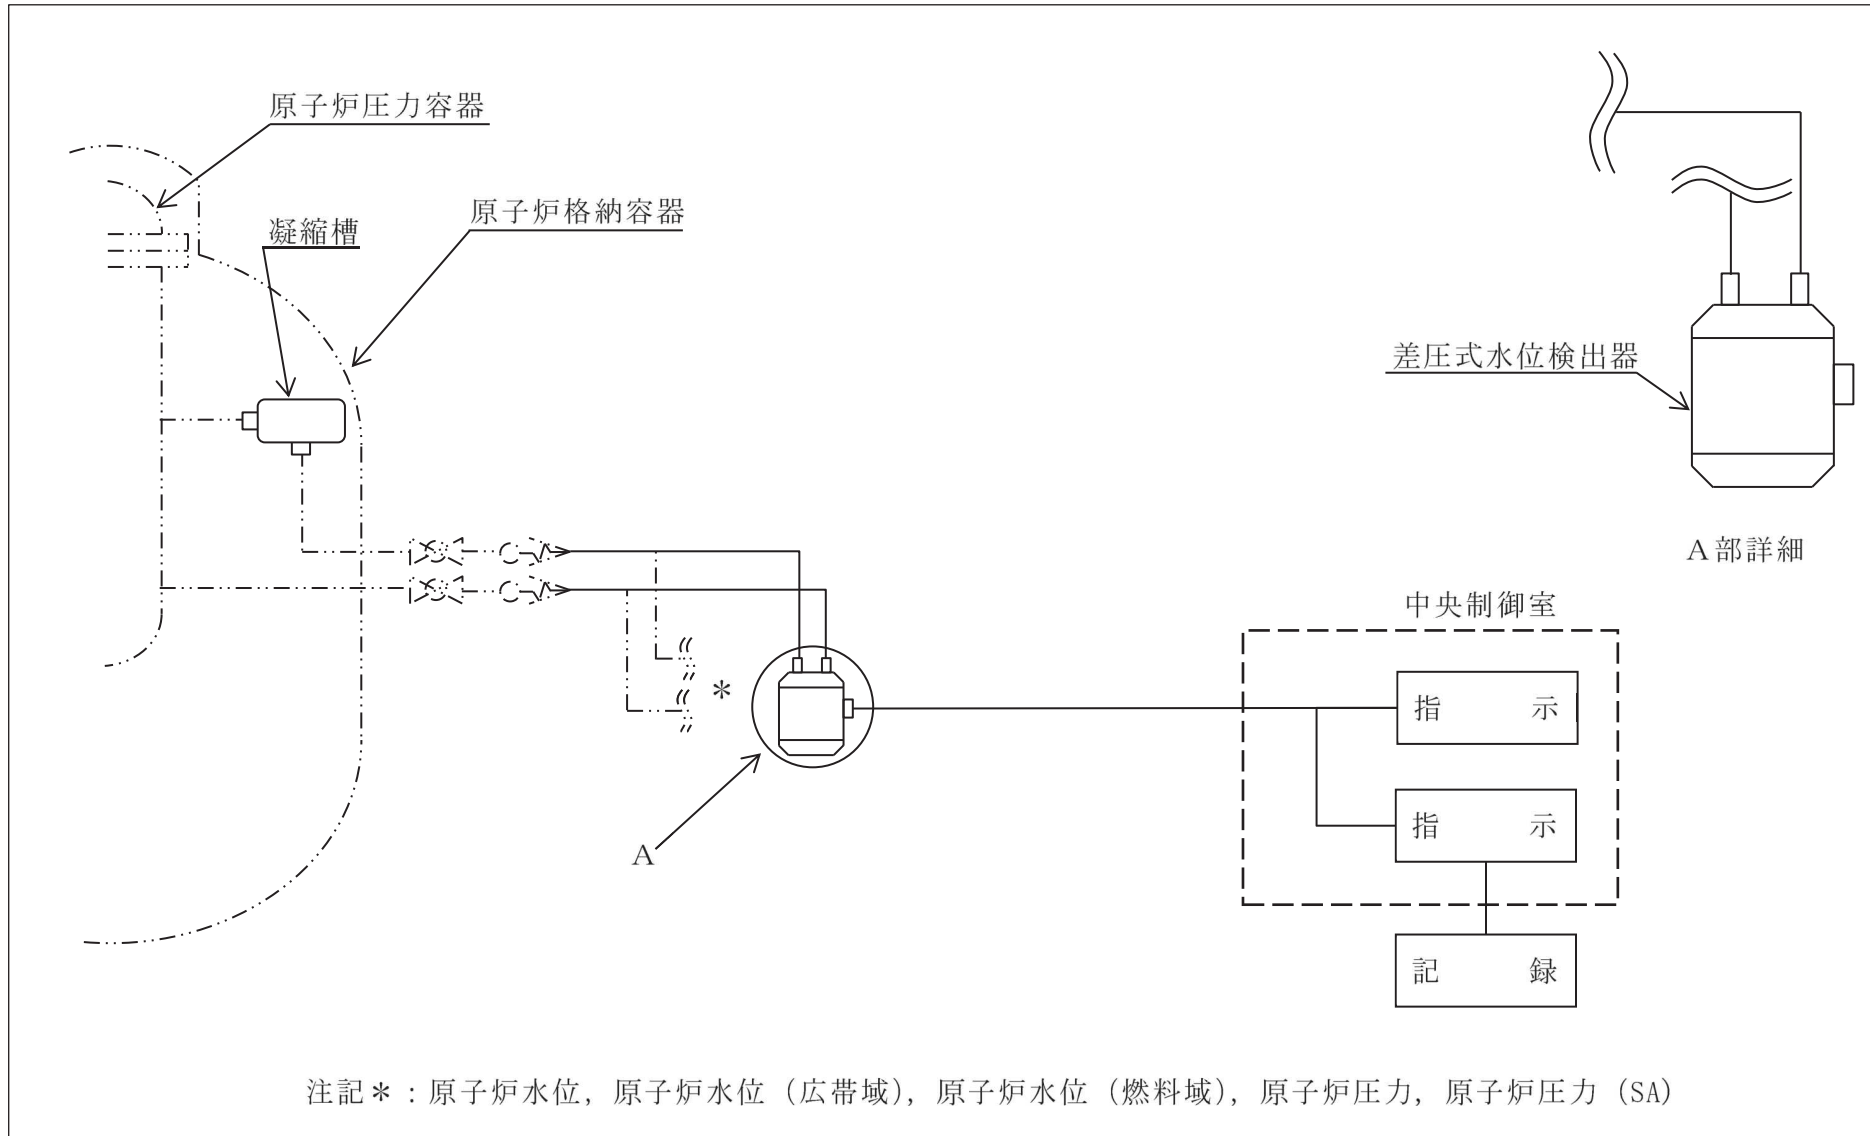 原子炉圧力容器
原子炉格納容器
凝縮槽
差圧式水位検出器
A部詳細
中央制御室
指 示
＊
指 示
A
記 録
注記＊：原子炉水位，原子炉水位（広帯域），原子炉水位（燃料域），原子炉圧力，原子炉圧力（SA）